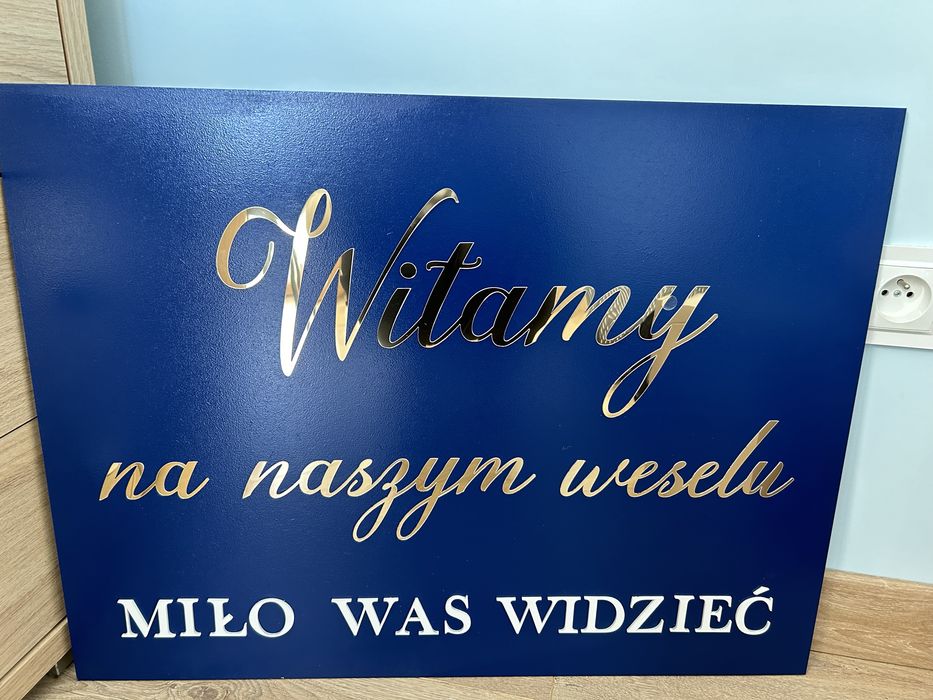 Witamy
na naszym weselu
MIŁO WAS WIDZIEĆ